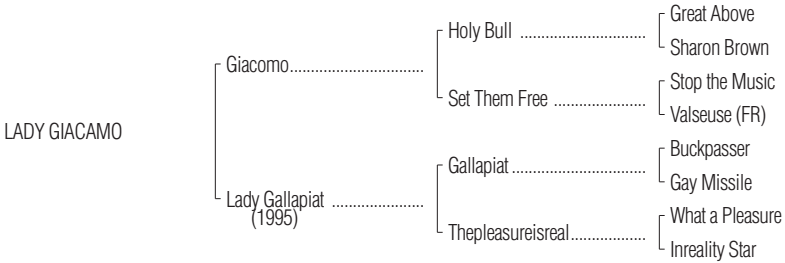 Great Above
Holy Bull ..............................
Sharon Brown
Giacomo................................
Stop the Music
Set Them Free ......................
Valseuse (FR)
LADY GIACAMO
Buckpasser
Gallapiat ................................
Gay Missile
Lady Gallapiat ......................
(1995)
What a Pleasure
Thepleasureisreal..................
Inreality Star